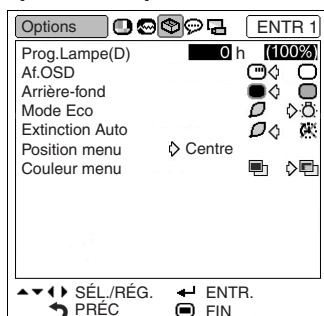 Options ENTR 1
Prog.Lampe(D) 0 h (100%)
Af.OSD
Arrière-fond
Mode Eco
Extinction Auto
Position menu Centre
Couleur menu
SÉL./RÉG. ENTR.
PRÉC FIN